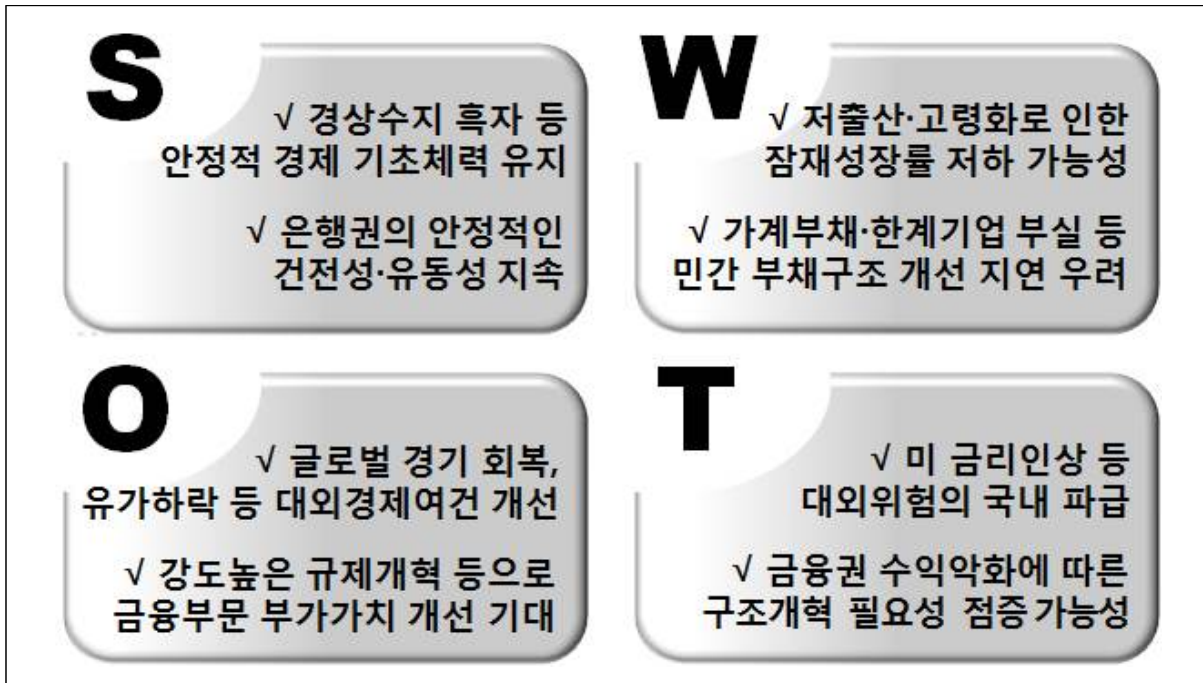 S
√ 경상수지 흑자 등
안정적 경제 기초체력 유지
√ 은행권의 안정적인
건전성·유동성 지속
W
√ 저출산·고령화로 인한
잠재성장률 저하 가능성
√ 가계부채·한계기업 부실 등
민간 부채구조 개선 지연 우려
O
√ 글로벌 경기 회복,
유가하락 등 대외경제여건 개선
√ 강도높은 규제개혁 등으로
금융부문 부가가치 개선 기대
T
√ 미 금리인상 등
대외위험의 국내 파급
√ 금융권 수익악화에 따른
구조개혁 필요성 점증 가능성